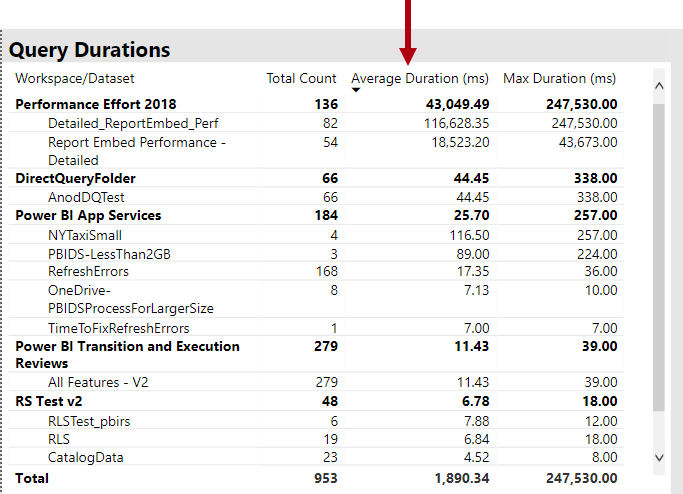 Query Durations
Workspace/Dataset Total Count Average Duration (ms) Max Duration (ms)
Performance Effort 2018 136 43,049.49 247,530.00
Detailed_ReportEmbed_Perf 82 116,628.35 247,530.00
Report Embed Performance - 54 18,523.20 43,673.00
Detailed
DirectQueryFolder 66 44.45 338.00
AnodDQTest 66 44.45 338.00
Power BI App Services 184 25.70 257.00
NYTaxiSmall 4 116.50 257.00
PBIDS-LessThan2GB 3 89.00 224.00
RefreshErrors 168 17.35 36.00
OneDrive- 8 7.13 10.00
PBIDSProcessForLargerSize
TimeToFixRefreshErrors 1 7.00 7.00
Power BI Transition and Execution 279 11.43 39.00
Reviews
All Features - V2 279 11.43 39.00
RS Test v2 48 6.78 18.00
RLSTest_pbirs 6 7.88 12.00
RLS 19 6.84 18.00
CatalogData 23 4.52 8.00
Total 953 1,890.34 247,530.00